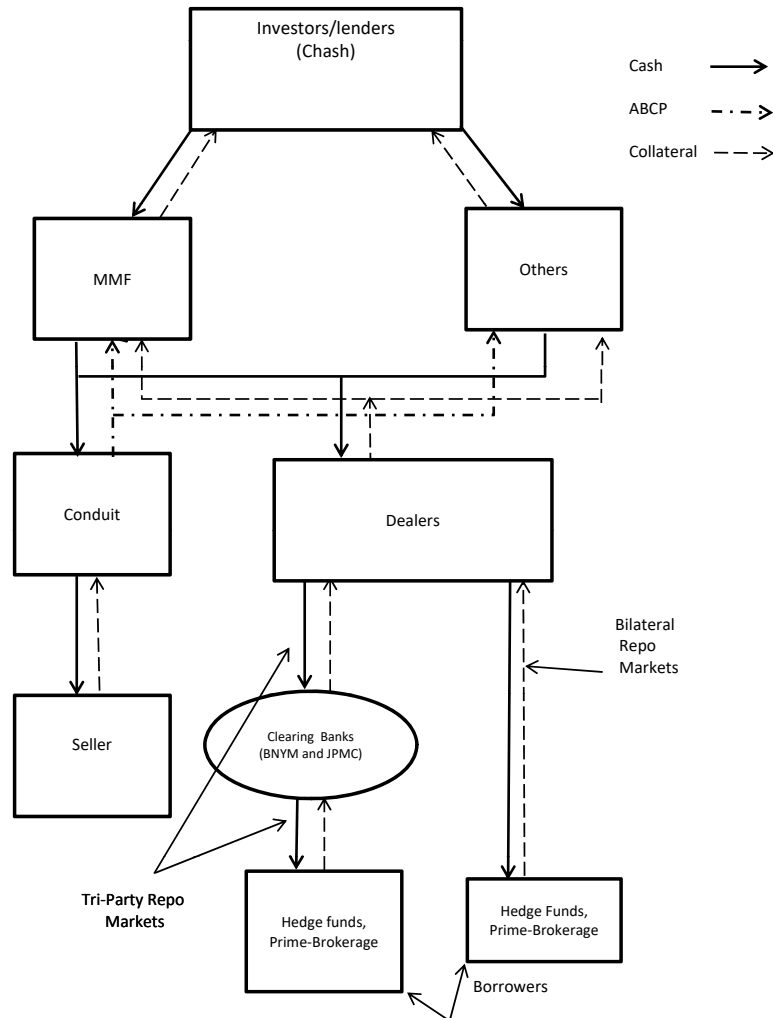 Investors/lenders
(Chash)
Cash
ABCP
Collateral
MMF
Others
Conduit
Dealers
Bilateral
Repo
Markets
Seller
Clearing Banks
(BNYM and JPMC)
Tri-Party Repo
Markets
Hedge funds,
Prime-Brokerage
Hedge Funds,
Prime-Brokerage
Borrowers